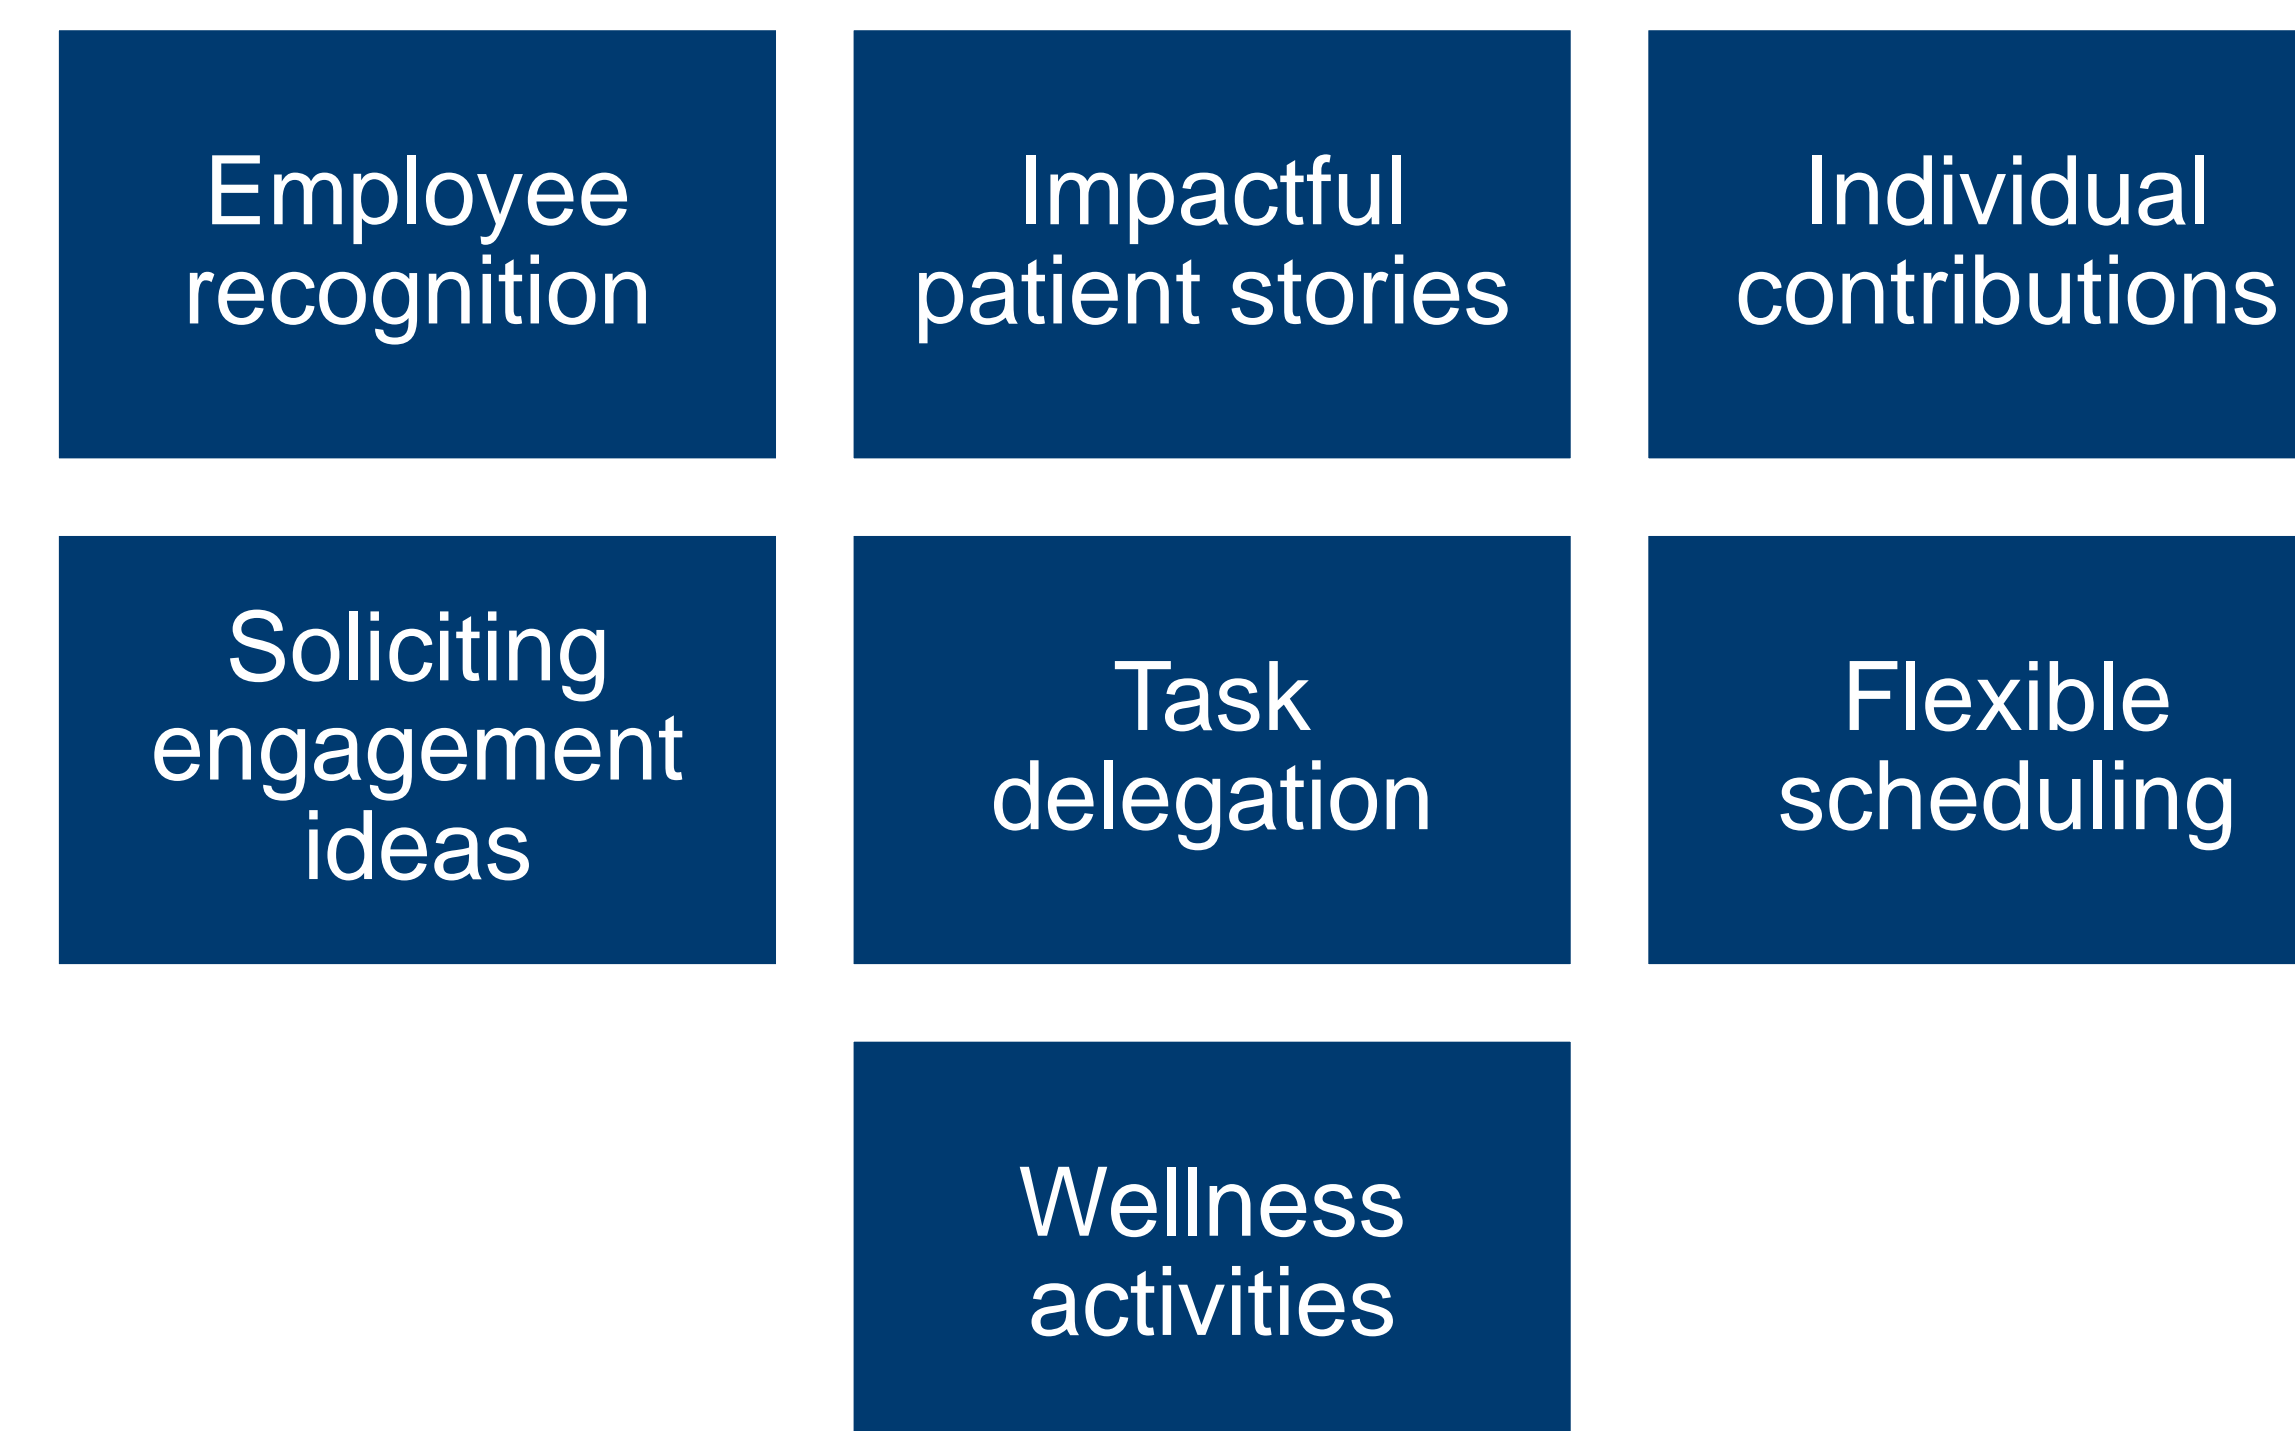 Employee
recognition
Impactful
patient stories
Individual
contributions
Soliciting
engagement
ideas
Task
delegation
Flexible
scheduling
Wellness
activities